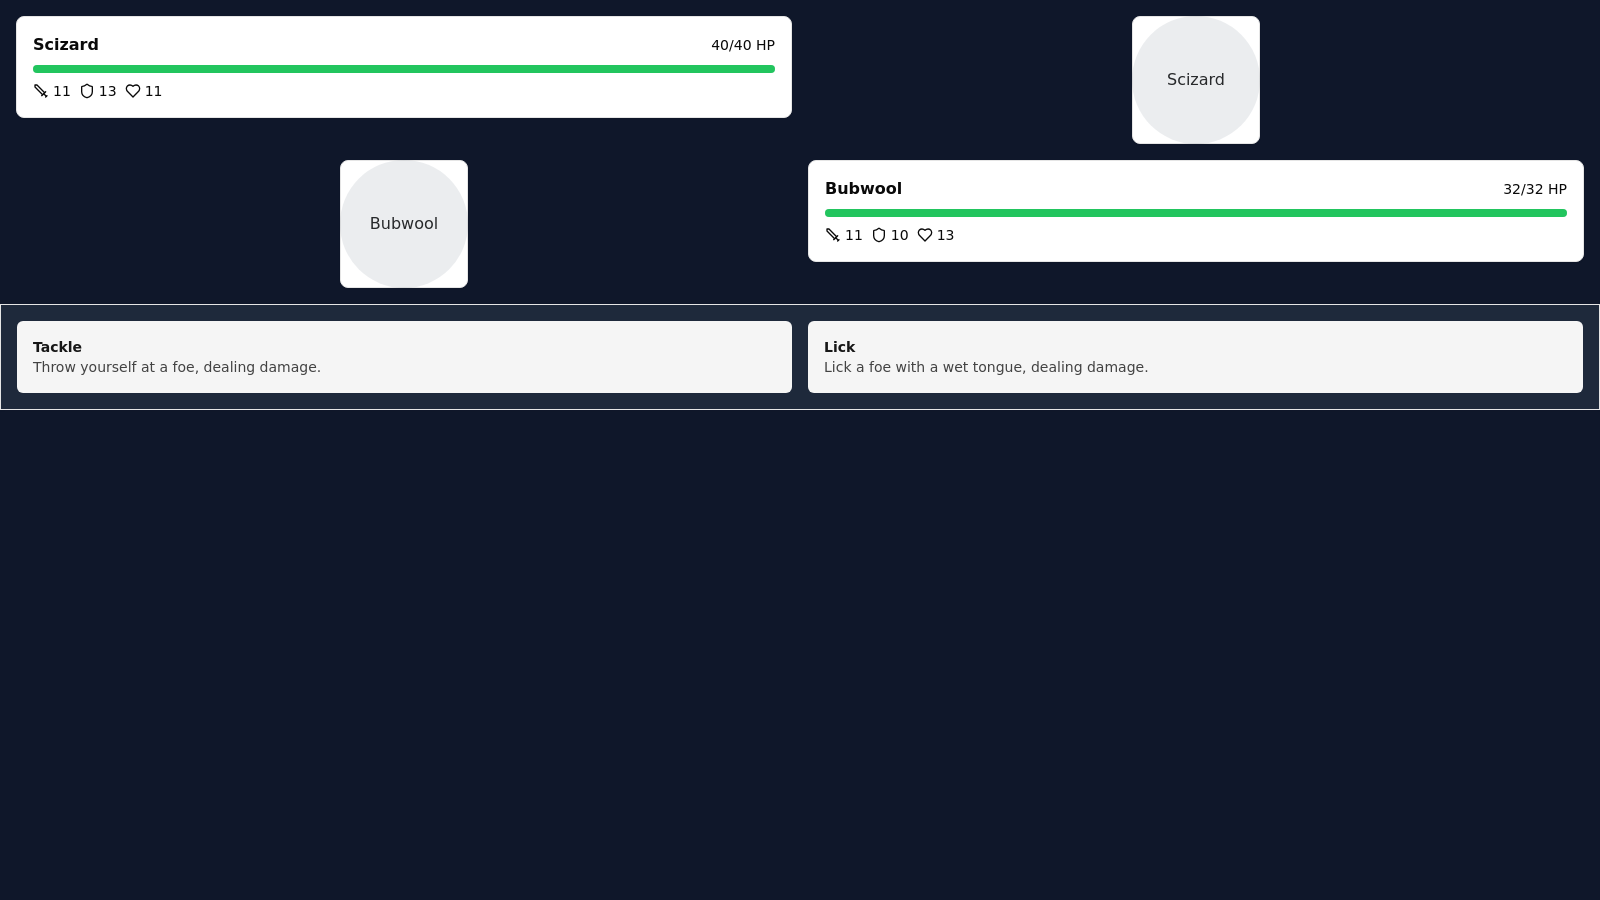 Scizard
40/40 HP
11 13 11
Scizard
Bubwool
Bubwool
32/32 HP
11 10 13
Tackle
Throw yourself at a foe, dealing damage.
Lick
Lick a foe with a wet tongue, dealing damage.